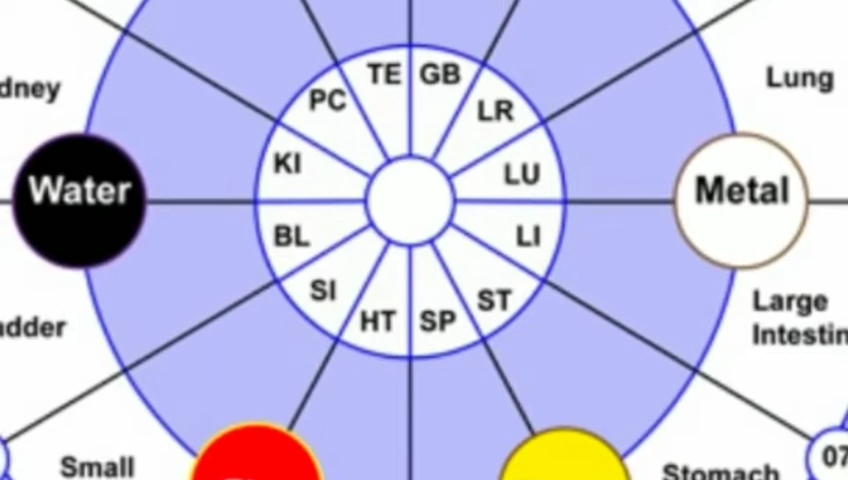 TE GB
PC
LR
dney
Lung
KI
LU
Water
Metal
BL
LI
SI
ST
HT SP
adder
Large
Intestin
Small
Stomach
07